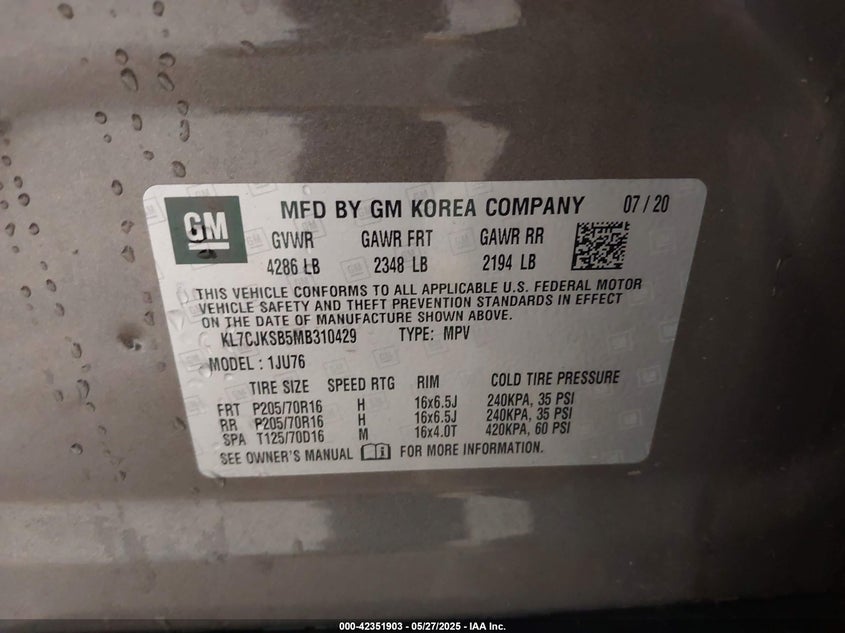 GM
MFD BY GM KOREA COMPANY 07 / 20
GVWR GAWR FRT GAWR RR
4286 LB 2348 LB 2194 LB
THIS VEHICLE CONFORMS TO ALL APPLICABLE U.S. FEDERAL MOTOR
VEHICLE SAFETY AND THEFT PREVENTION STANDARDS IN EFFECT
ON THE DATE OF MANUFACTURE SHOWN ABOVE.
KL7CJKSB5MB310429 TYPE: MPV
MODEL : 1JU76
TIRE SIZE SPEED RTG RIM COLD TIRE PRESSURE
FRT P205/70R16 H 16x6.5J 240KPA, 35 PSI
RR P205/70R16 H 16x6.5J 240KPA, 35 PSI
SPA T125/70D16 M 16x4.0T 420KPA, 60 PSI
SEE OWNER'S MANUAL FOR MORE INFORMATION.
000-42351903 — 05/27/2025 - IAA Inc.